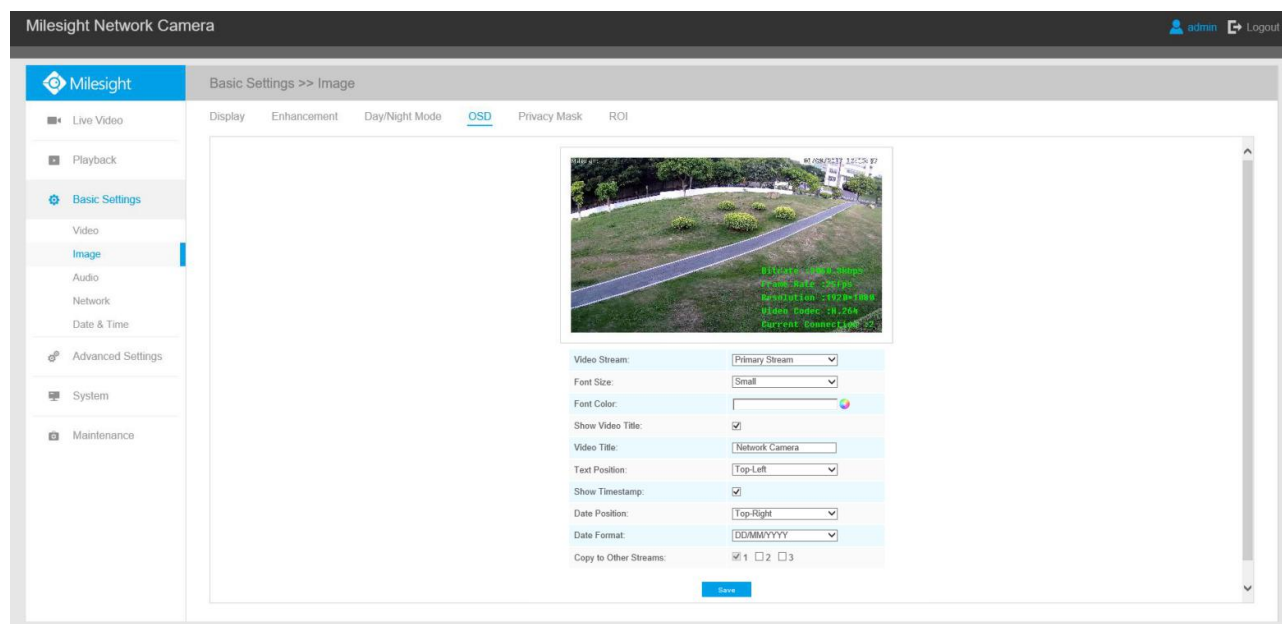 Milesight Network Camera
admin Logout
Milesight
Basic Settings >> Image
Live Video
Playback
Basic Settings
Video
Image
Audio
Network
Date & Time
Advanced Settings
System
Maintenance
Display Enhancement Day/Night Mode OSD Privacy Mask ROI
Frame Rate :25fps
Resolution :1920*1080
Video Codec :H.264
Current Connection :2
Video Stream: Primary Stream
Font Size: Small
Font Color:
Show Video Title:
Video Title: Network Camera
Text Position: Top-Left
Show Timestamp:
Date Position: Top-Right
Date Format: DD/MM/YYYY
Copy to Other Streams: 1 2 3
Save